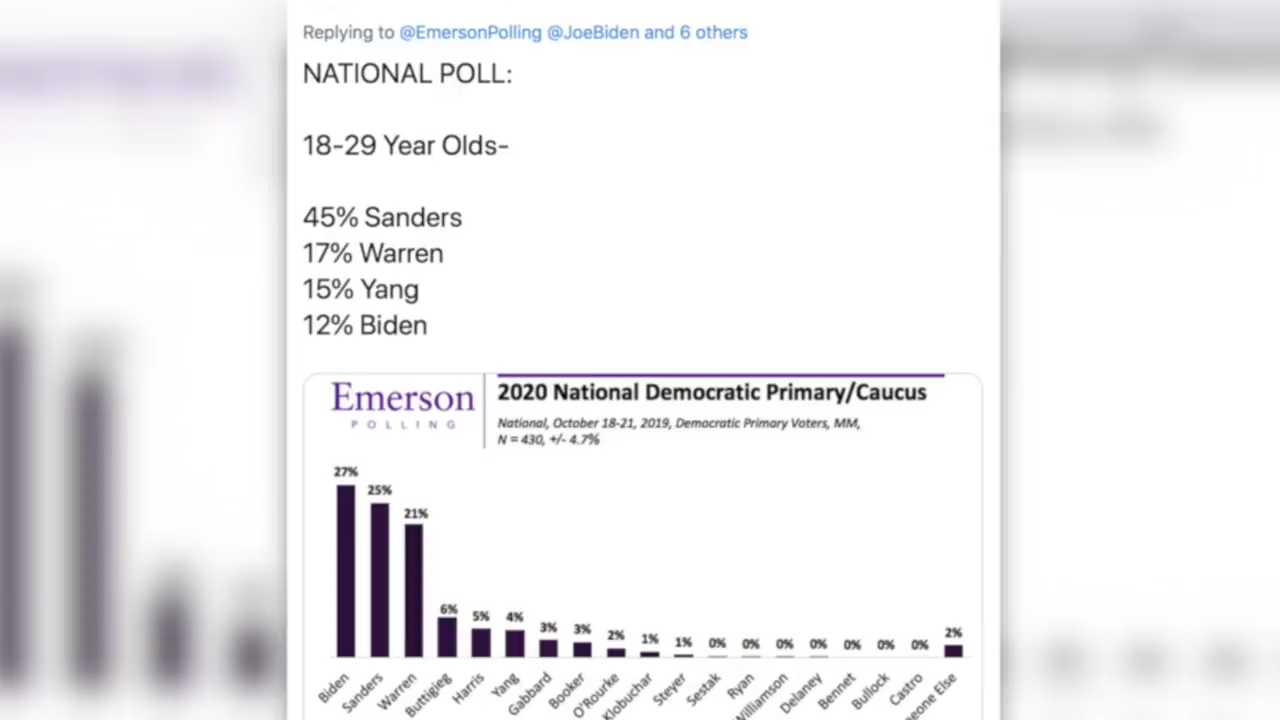 Replying to @EmersonPolling @JoeBiden and 6 others
NATIONAL POLL:
18-29 Year Olds-
45% Sanders
17% Warren
15% Yang
12% Biden
Emerson
POLLING
2020 National Democratic Primary/Caucus
National, October 18-21, 2019, Democratic Primary Voters, MM,
N = 430, +/- 4.7%
27%
25%
21%
6%
5%
4%
3%
3%
2%
1%
1%
0%
0%
0%
0%
0%
0%
0%
2%
Biden
Sanders
Warren
Buttigieg
Harris
Yang
Gabbard
Booker
O'Rourke
Klobuchar
Steyer
Sestak
Ryan
Williamson
Delaney
Bennet
Bullock
Castro
eone Else